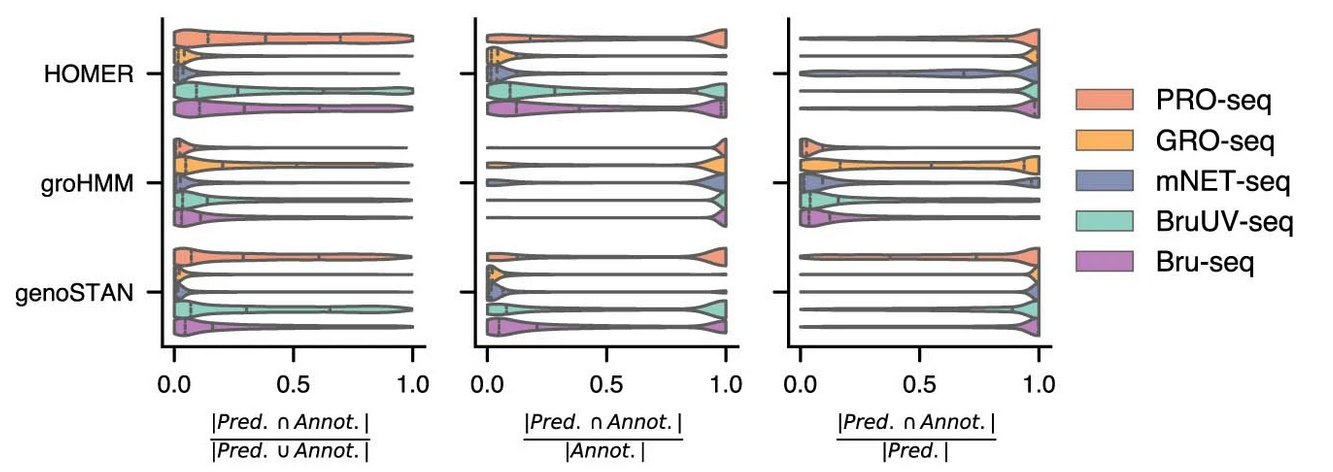 HOMER
groHMM
genoSTAN
0.0 0.5 1.0
0.0 0.5 1.0
0.0 0.5 1.0
|Pred. ∩ Annot.|
|Pred. ∪ Annot.|
|Pred. ∩ Annot.|
|Annot.|
|Pred. ∩ Annot.|
|Pred.|
PRO-seq
GRO-seq
mNET-seq
BruUV-seq
Bru-seq